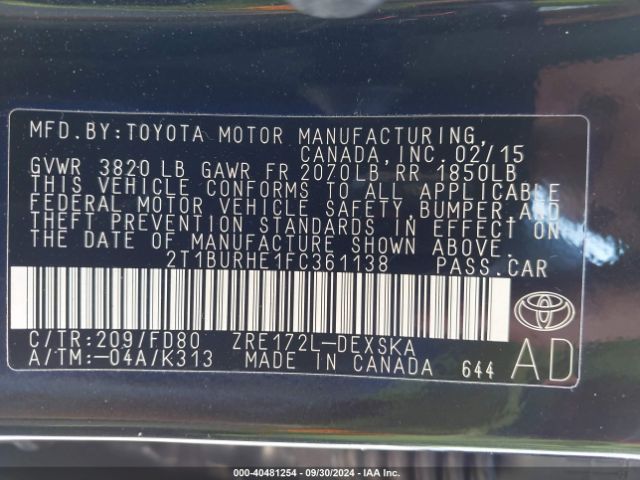 MFD.BY:TOYOTA MOTOR MANUFACTURING,
CANADA,INC. 02/15
GVWR 3820 LB GAWR FR 2070LB RR 1850LB
THIS VEHICLE CONFORMS TO ALL APPLICABLE
FEDERAL MOTOR VEHICLE SAFETY,BUMPER,AND
THEFT PREVENTION STANDARDS IN EFFECT ON
THE DATE OF MANUFACTURE SHOWN ABOVE.
2T1BURHE1FC361138 PASS.CAR
C/TR:209/FD80 ZRE172L-DEXSKA
A/TM:-04A/K313 MADE IN CANADA 644
AD
000-40481254 - 09/30/2024 - IAA Inc.